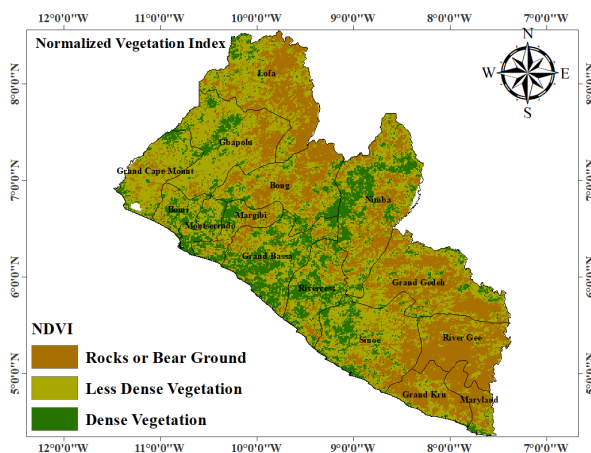 12°0'0"W 11°0'0"W 10°0'0"W 9°0'0"W 8°0'0"W 7°0'0"W
Normalized Vegetation Index
N
W E
S
8°0'0"N 8°0'0"N
7°0'0"N 7°0'0"N
6°0'0"N 6°0'0"N
5°0'0"N 5°0'0"N
Lofa
Gbapolu
Grand Cape Mount
Bong
Nimba
Bomi
Margibi
Montserrado
Grand Bassa
Grand Gedeh
Rivercess
Sinoe
River Gee
Grand Kru
Maryland
NDVI
Rocks or Bear Ground
Less Dense Vegetation
Dense Vegetation
12°0'0"W 11°0'0"W 10°0'0"W 9°0'0"W 8°0'0"W 7°0'0"W